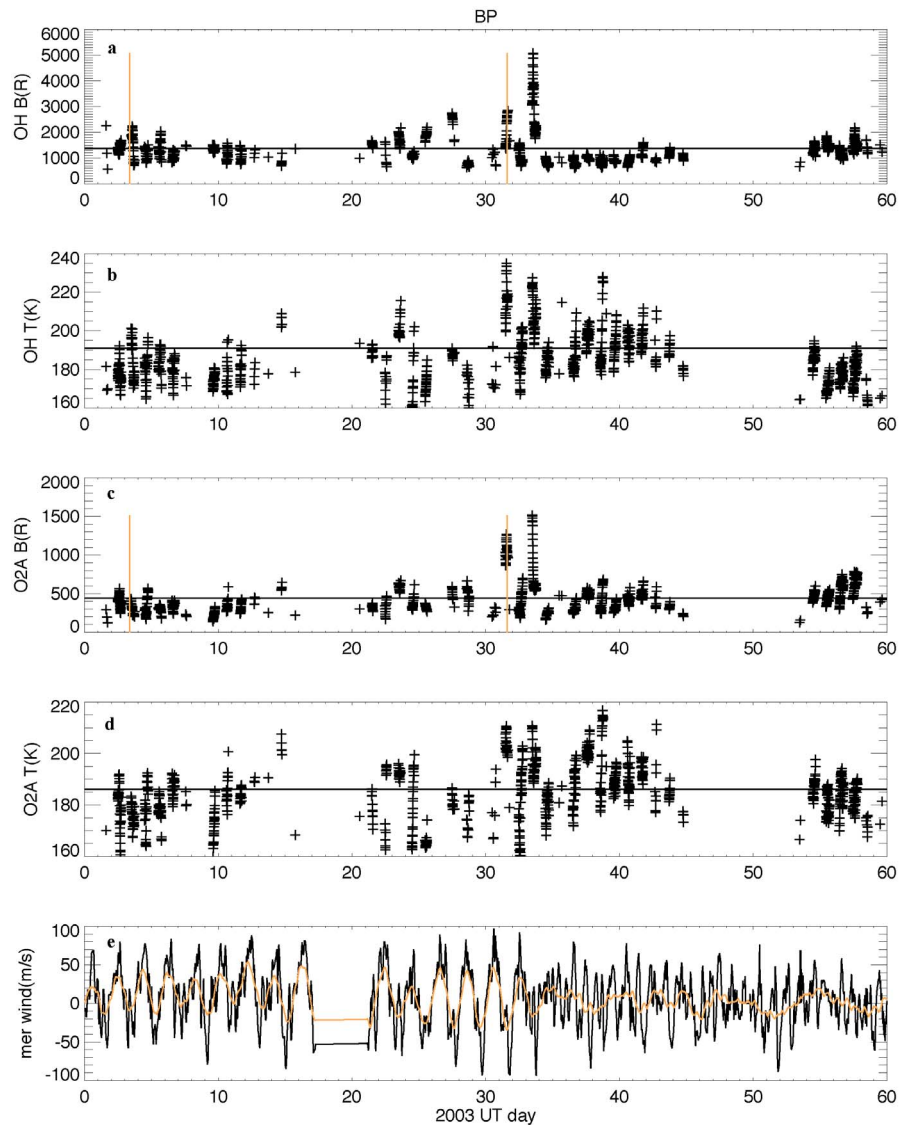 BP
a
OH B(R)
6000
5000
4000
3000
2000
1000
0
0 10 20 30 40 50 60
b
OH T(K)
240
220
200
180
160
0 10 20 30 40 50 60
c
O2A B(R)
2000
1500
1000
500
0
0 10 20 30 40 50 60
d
O2A T(K)
220
200
180
160
0 10 20 30 40 50 60
e
mer wind(m/s)
100
50
0
-50
-100
0 10 20 30 40 50 60
2003 UT day